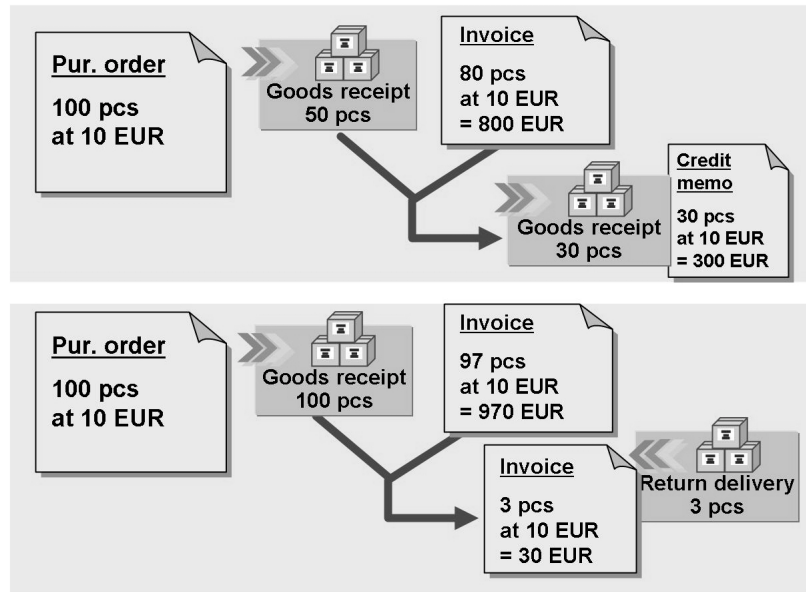 Pur. order
100 pcs
at 10 EUR
Goods receipt
50 pcs
Invoice
80 pcs
at 10 EUR
= 800 EUR
Goods receipt
30 pcs
Credit
memo
30 pcs
at 10 EUR
= 300 EUR
Pur. order
100 pcs
at 10 EUR
Goods receipt
100 pcs
Invoice
97 pcs
at 10 EUR
= 970 EUR
Invoice
3 pcs
at 10 EUR
= 30 EUR
Return delivery
3 pcs